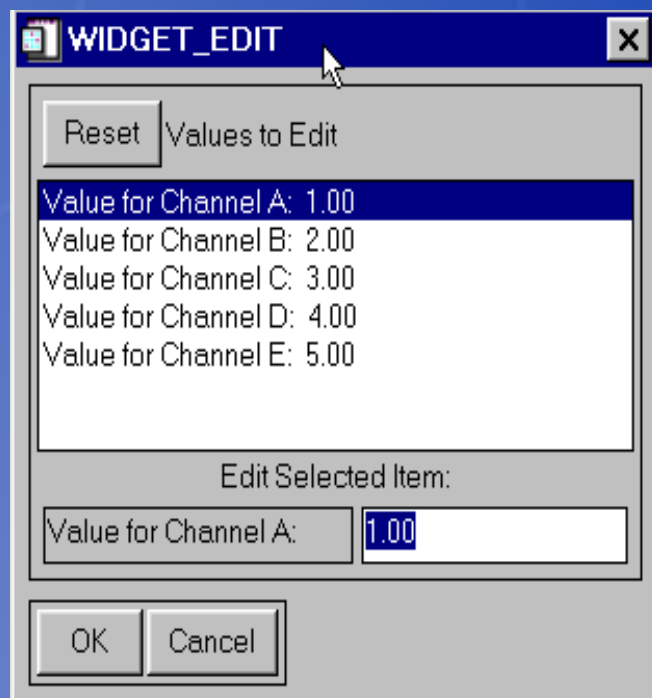 WIDGET_EDIT
Reset Values to Edit
Value for Channel A: 1.00
Value for Channel B: 2.00
Value for Channel C: 3.00
Value for Channel D: 4.00
Value for Channel E: 5.00
Edit Selected Item:
Value for Channel A: 1.00
OK Cancel